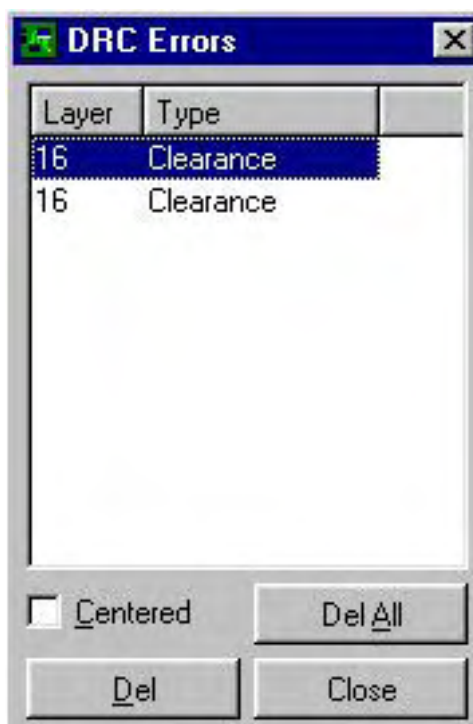 DRC Errors
Layer Type
16 Clearance
16 Clearance
Centered
Del All
Del
Close